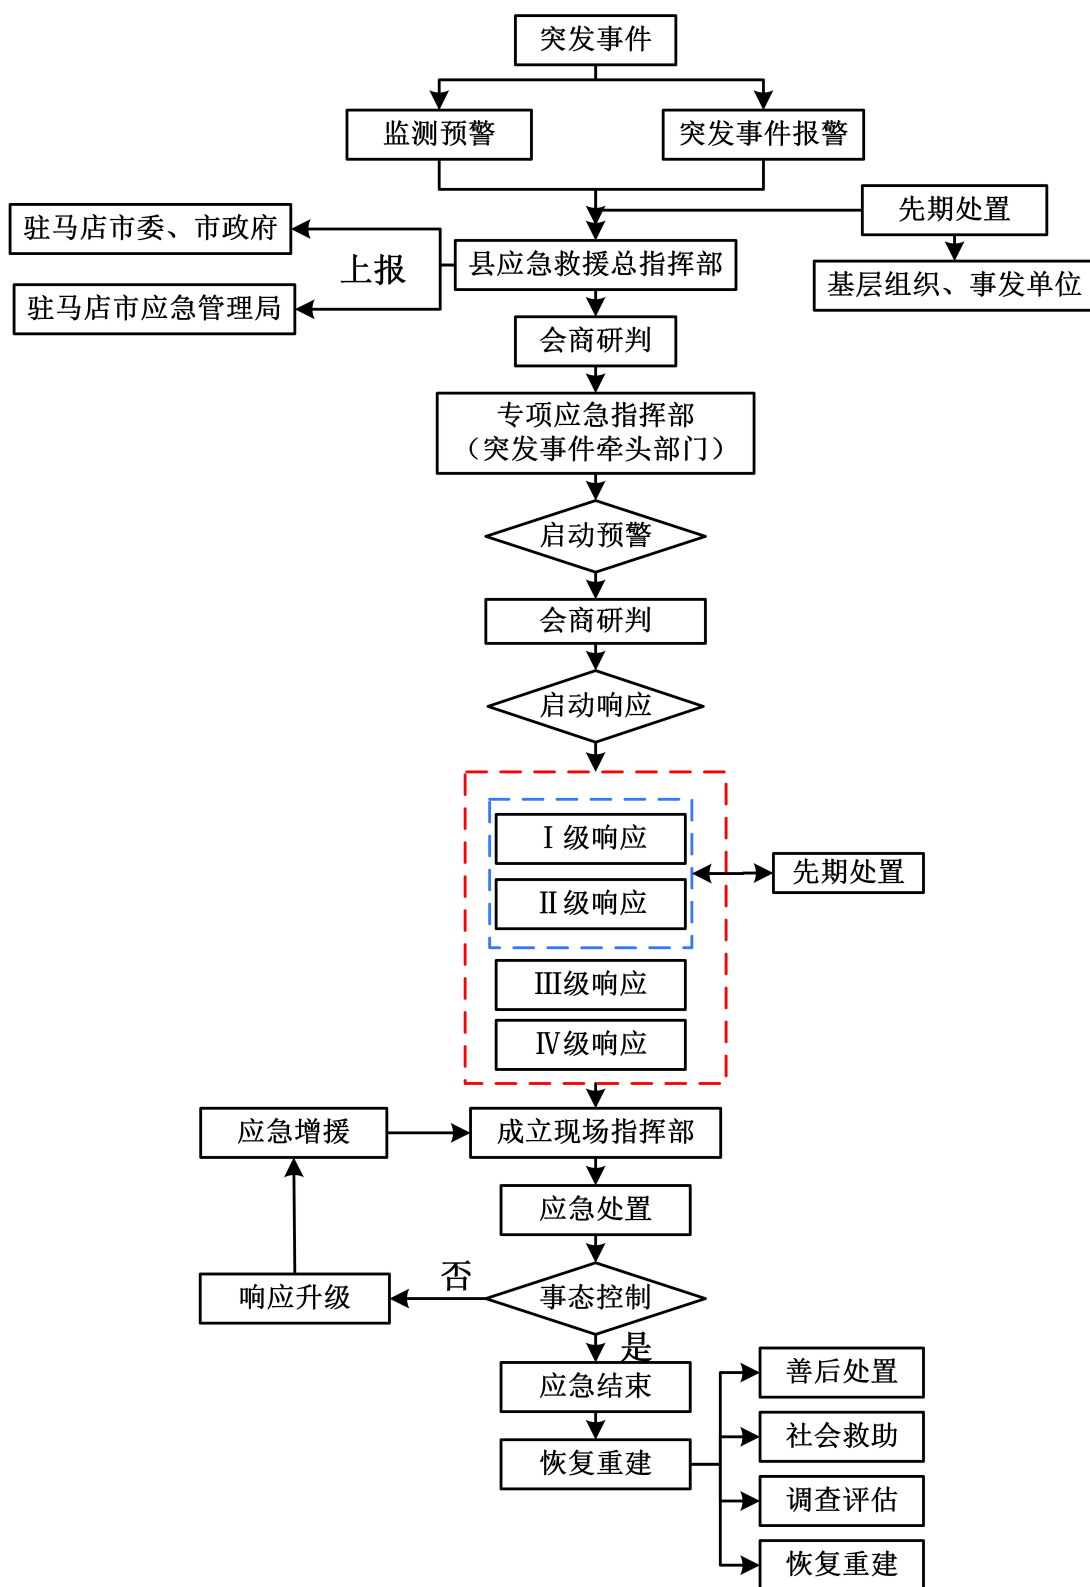 突发事件
监测预警
突发事件报警
先期处置
驻马店市委、市政府
上报
县应急救援总指挥部
基层组织、事发单位
驻马店市应急管理局
会商研判
专项应急指挥部
（突发事件牵头部门）
启动预警
会商研判
启动响应
Ⅰ级响应
Ⅱ级响应
先期处置
Ⅲ级响应
Ⅳ级响应
应急增援
成立现场指挥部
应急处置
否
响应升级
事态控制
是
善后处置
应急结束
社会救助
恢复重建
调查评估
恢复重建